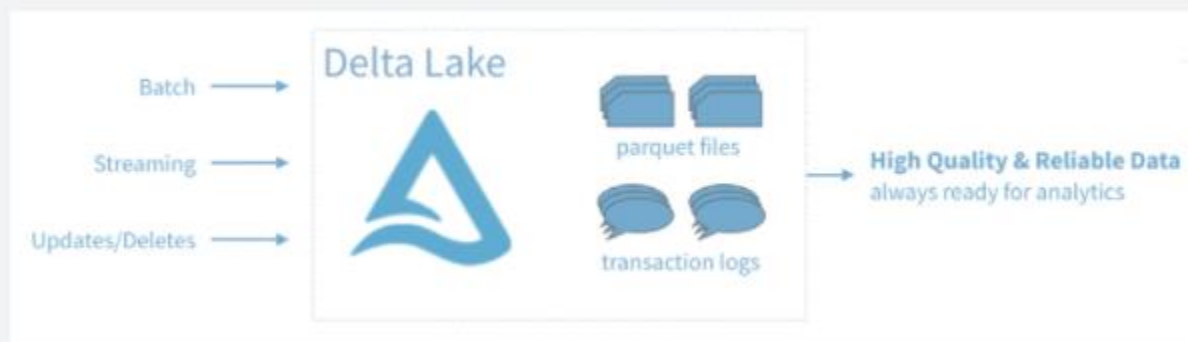 Delta Lake
Batch
Streaming
Updates/Deletes
parquet files
transaction logs
High Quality & Reliable Data
always ready for analytics